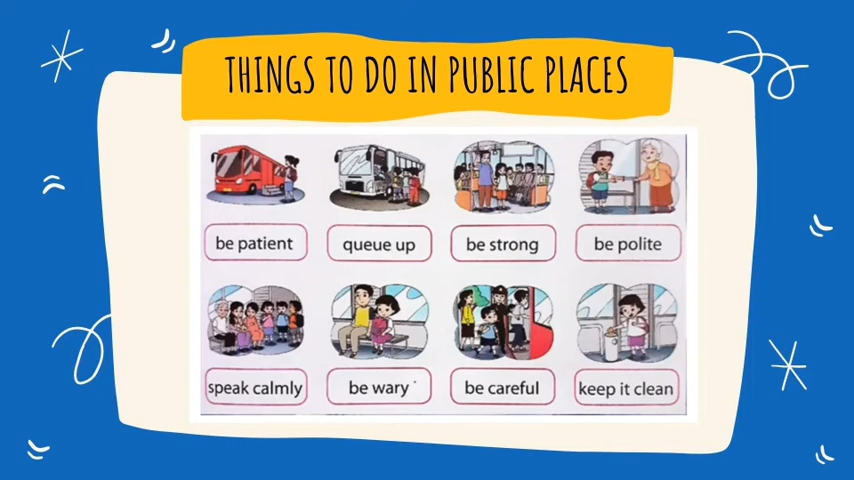 THINGS TO DO IN PUBLIC PLACES
be patient
queue up
be strong
be polite
speak calmly
be wary
be careful
keep it clean